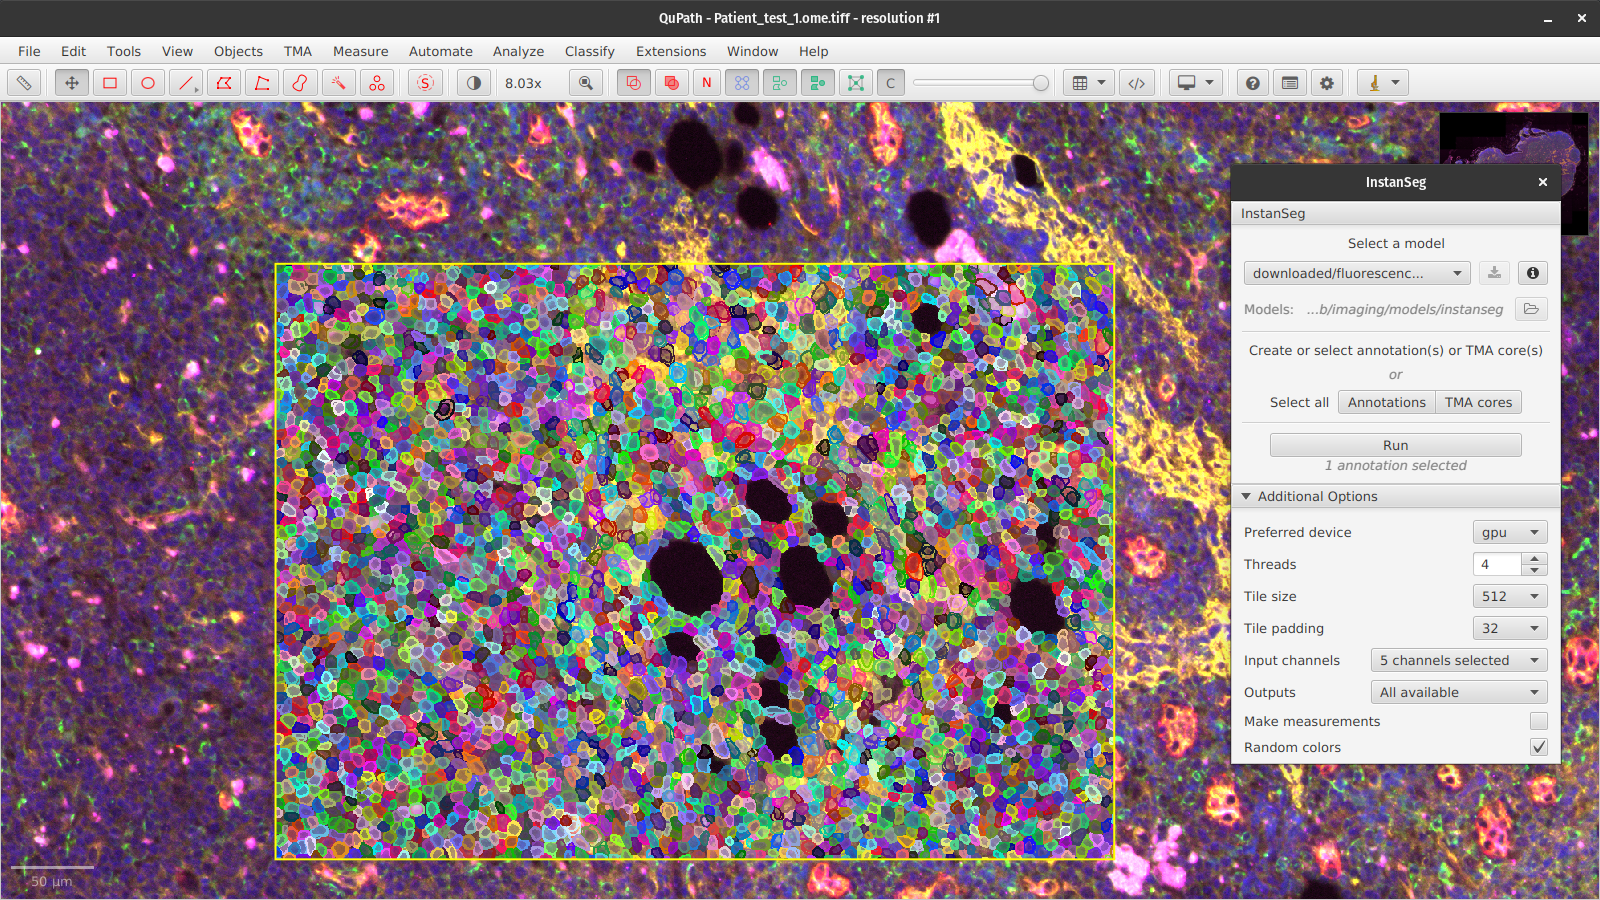 QuPath - Patient_test_1.ome.tiff - resolution #1
File Edit Tools View Objects TMA Measure Automate Analyze Classify Extensions Window Help
S 8.03x N C </> ?
InstanSeg
InstanSeg
Select a model
downloaded/fluorescenc...
Models: ...b/imaging/models/instanseg
Create or select annotation(s) or TMA core(s)
or
Select all Annotations TMA cores
Run
1 annotation selected
Additional Options
Preferred device gpu
Threads 4
Tile size 512
Tile padding 32
Input channels 5 channels selected
Outputs All available
Make measurements
Random colors
50 µm